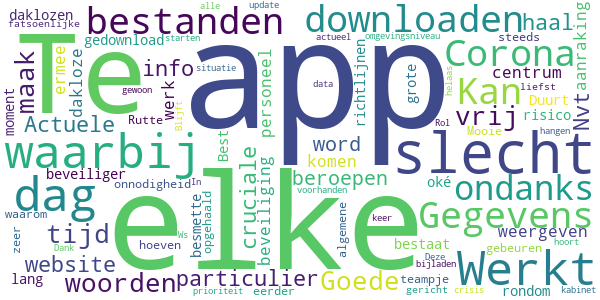 daklozen bestanden downloaden haal steeds aanraking
fatsoenlijke alle update omgevingsniveau
gedownload starten actueel
Te app Corona
maak ermee dakloze info situatie personeel richtlijnen grote centrum liefst
moment werk gewoon data helaas Kan Nvt
Actuele Rutte Blijft Best Rol vrij Duurt risico
Mooie hangen
waarbij elke word slecht
beveiliger komen oké ondanks
dag onnodigheid In opgehaald cruciale beveiliging beroepen
waarom hoeven besmette voorhanden Gegevens
zeer tijd Ws algemene keer bestaat weergeven
website Dank Deze gebeuren hoort
lang woorden particulier Goede bijladen Werkt
prioriteit eerder teampje gericht crisis rondom kabinet